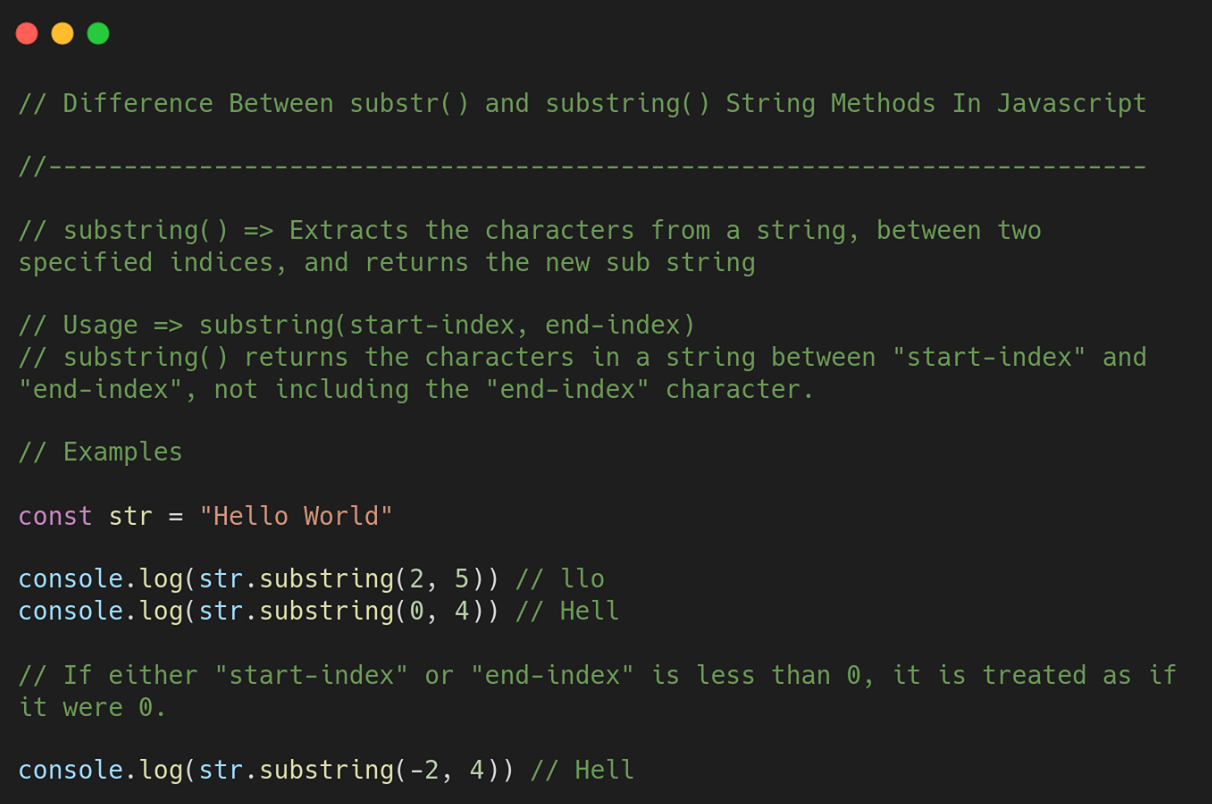 // Difference Between substr() and substring() String Methods In Javascript
//-------------------------------------------------------------------------
// substring() => Extracts the characters from a string, between two
specified indices, and returns the new sub string
// Usage => substring(start-index, end-index)
// substring() returns the characters in a string between "start-index" and
"end-index", not including the "end-index" character.
// Examples
const str = "Hello World"
console.log(str.substring(2, 5)) // llo
console.log(str.substring(0, 4)) // Hell
// If either "start-index" or "end-index" is less than 0, it is treated as if
it were 0.
console.log(str.substring(-2, 4)) // Hell